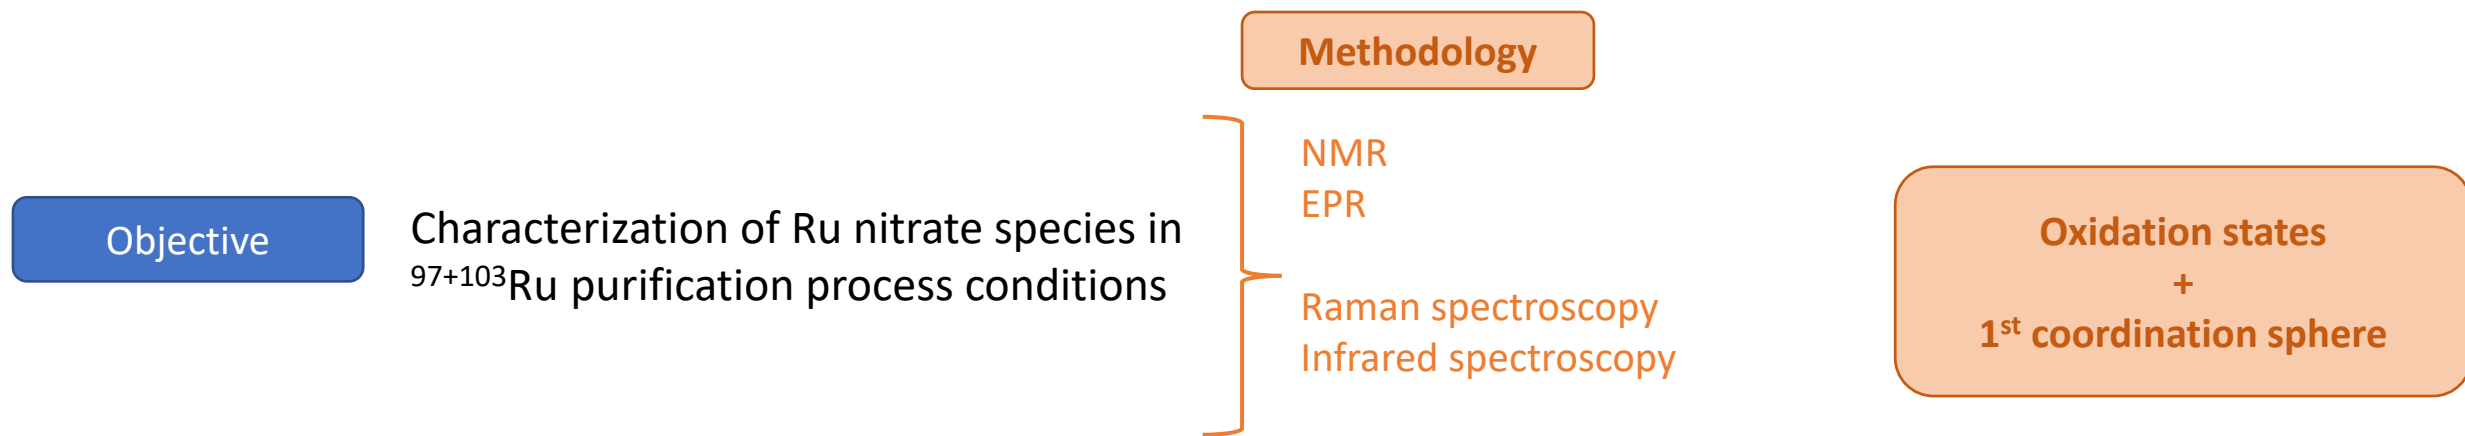 Methodology
Objective
Characterization of Ru nitrate species in
97+103Ru purification process conditions
NMR
EPR
Raman spectroscopy
Infrared spectroscopy
Oxidation states
+
1st coordination sphere